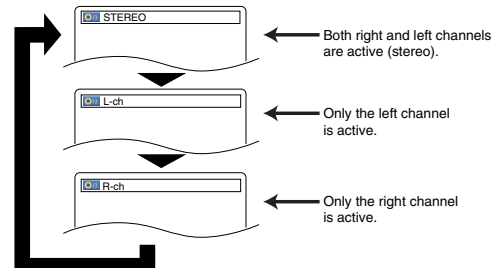 STEREO
Both right and left channels
are active (stereo).
L-ch
Only the left channel
is active.
R-ch
Only the right channel
is active.